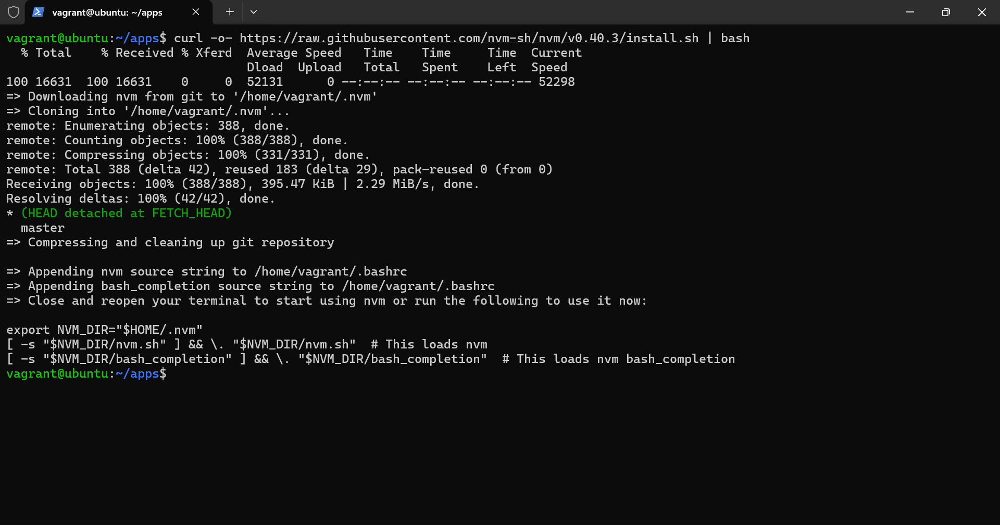 vagrant@ubuntu: ~/apps
vagrant@ubuntu:~/apps$ curl -o- https://raw.githubusercontent.com/nvm-sh/nvm/v0.40.3/install.sh | bash
  % Total    % Received % Xferd  Average Speed   Time    Time     Time  Current
                                 Dload  Upload   Total   Spent    Left  Speed
100 16631  100 16631    0     0  52131      0 --:--:-- --:--:-- --:--:-- 52298
=> Downloading nvm from git to '/home/vagrant/.nvm'
=> Cloning into '/home/vagrant/.nvm'...
remote: Enumerating objects: 388, done.
remote: Counting objects: 100% (388/388), done.
remote: Compressing objects: 100% (331/331), done.
remote: Total 388 (delta 42), reused 183 (delta 29), pack-reused 0 (from 0)
Receiving objects: 100% (388/388), 395.47 KiB | 2.29 MiB/s, done.
Resolving deltas: 100% (42/42), done.
* (HEAD detached at FETCH_HEAD)
  master
=> Compressing and cleaning up git repository

=> Appending nvm source string to /home/vagrant/.bashrc
=> Appending bash_completion source string to /home/vagrant/.bashrc
=> Close and reopen your terminal to start using nvm or run the following to use it now:

export NVM_DIR="$HOME/.nvm"
[ -s "$NVM_DIR/nvm.sh" ] && \. "$NVM_DIR/nvm.sh"  # This loads nvm
[ -s "$NVM_DIR/bash_completion" ] && \. "$NVM_DIR/bash_completion"  # This loads nvm bash_completion
vagrant@ubuntu:~/apps$